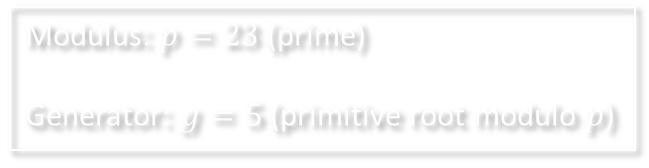 Modulus: p = 23 (prime)
Generator: g = 5 (primitive root modulo p)